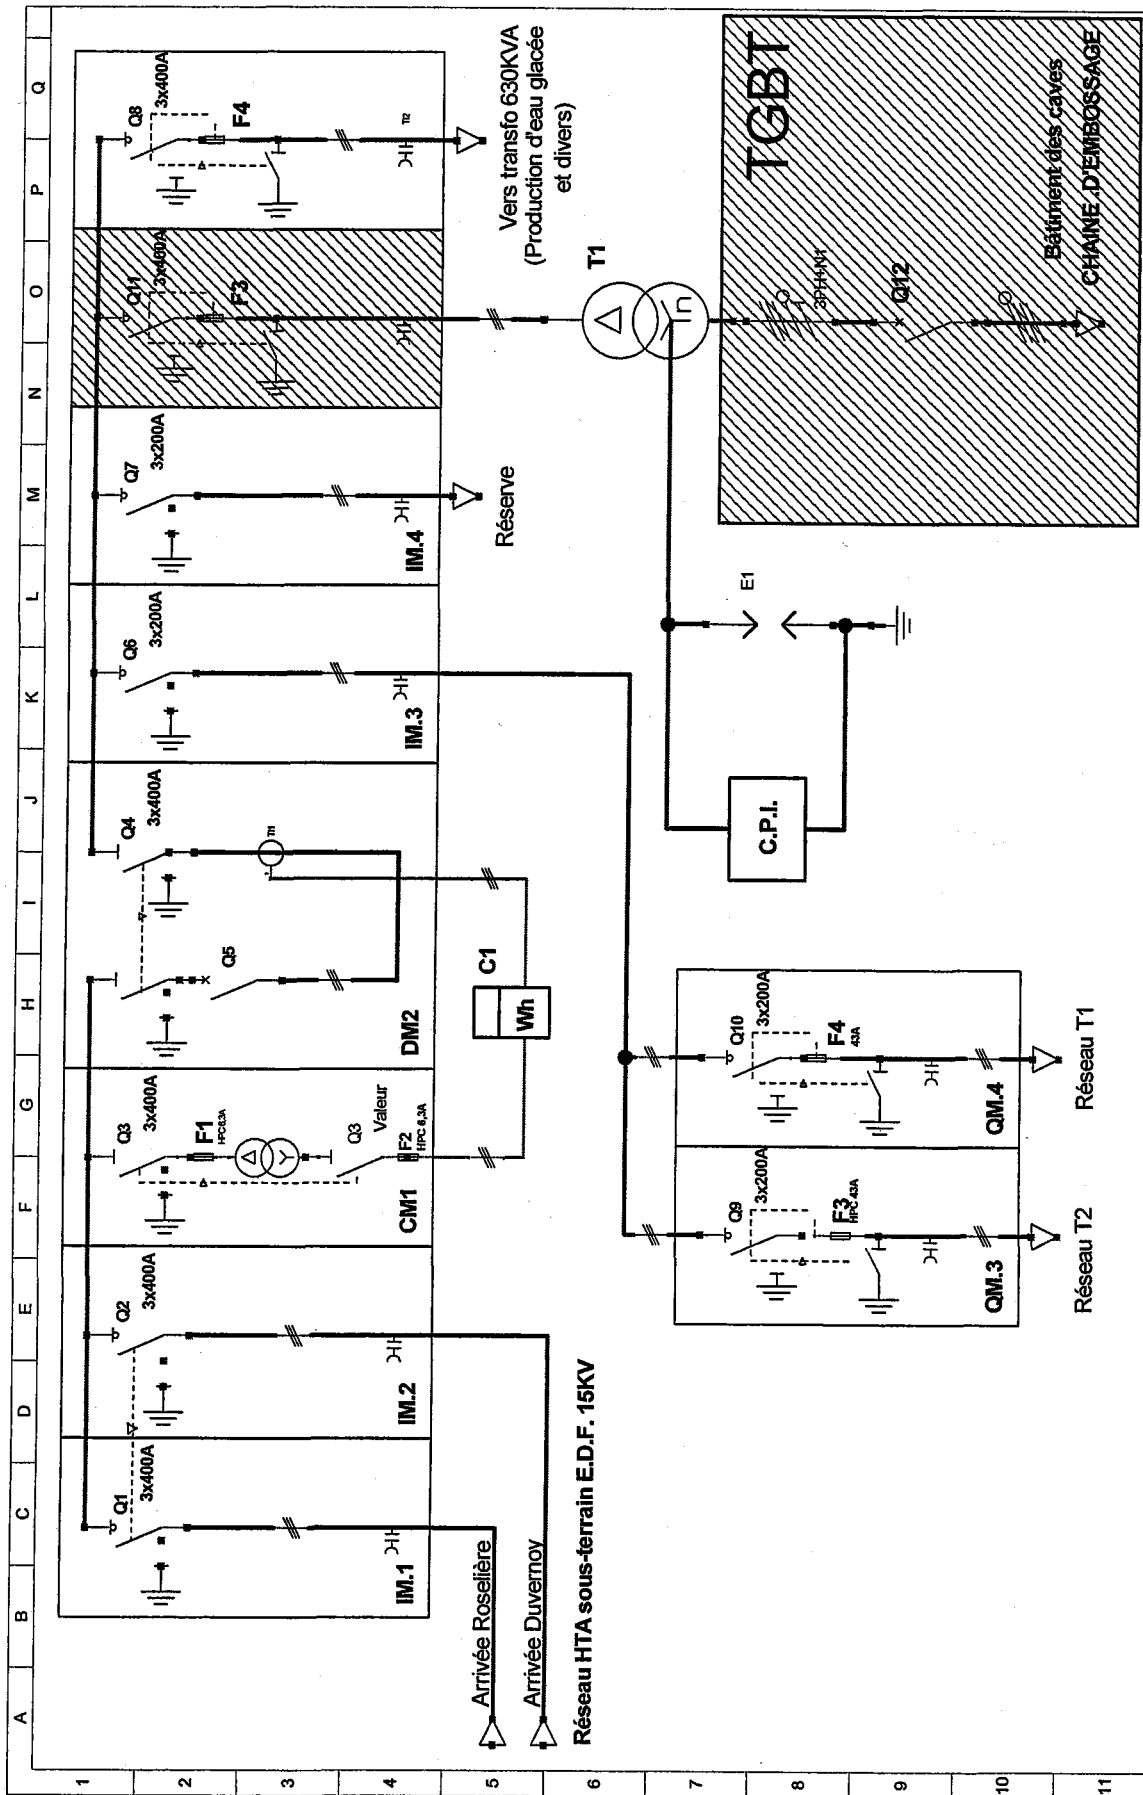 A
B
C
D
E
F
G
H
I
J
K
L
M
N
O
P
Q
1
2
3
4
5
6
7
8
9
10
11
Q1
3x400A
IM.1
Q2
3x400A
IM.2
Q3
3x400A
F1
HPC6,3A
Q3
Valeur
F2
HPC 6,3A
CM1
Q4
3x400A
Q5
TI1
DM2
Q6
3x200A
IM.3
Q7
3x200A
IM.4
Q11
3x400A
F3
Q8
3x400A
F4
TI2
Arrivée Roselière
Arrivée Duvernoy
Réseau HTA sous-terrain E.D.F. 15KV
C1
Wh
Réserve
Vers transfo 630KVA
(Production d'eau glacée
et divers)
T1
Yn
E1
C.P.I.
TGBT
3PH+N1
Q12
Bâtiment des caves
CHAINE .D'EMBOSSAGE
Q9
3x200A
F3
HPC 43A
QM.3
Réseau T2
Q10
3x200A
F4
43A
QM.4
Réseau T1